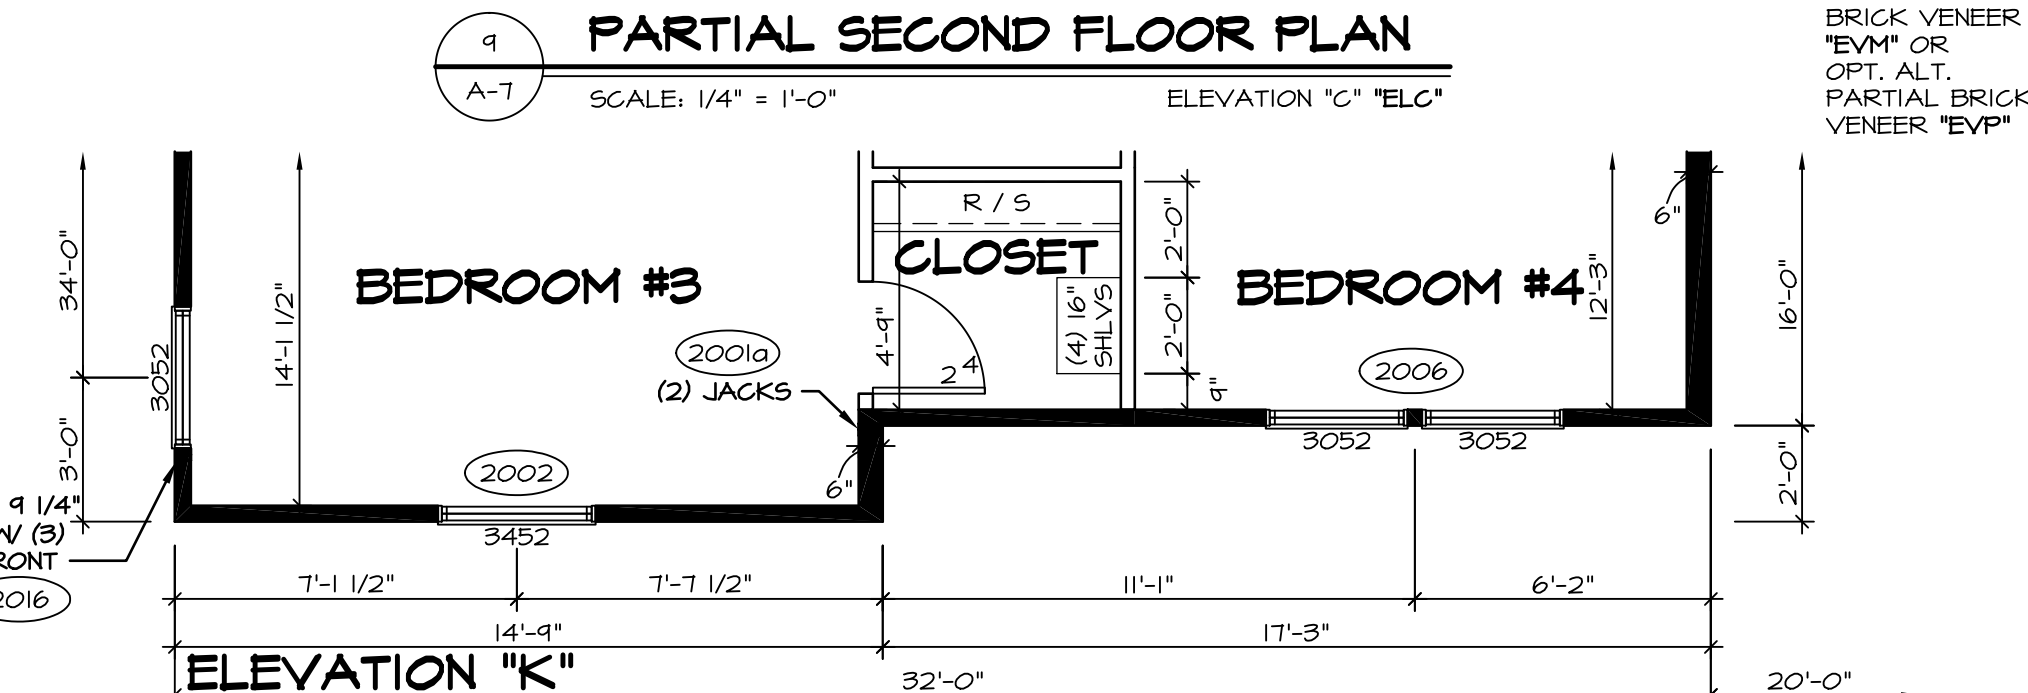 9
A-7
PARTIAL SECOND FLOOR PLAN
SCALE: 1/4" = 1'-0"
ELEVATION "C" "ELC"
BRICK VENEER
"EVM" OR
OPT. ALT.
PARTIAL BRICK
VENEER "EVP"
34'-0"
3'-0"
3052
14'-1 1/2"
BEDROOM #3
R / S
CLOSET
4'-9"
2 4
(4) 16"
SHLVS
2'-0"
2'-0"
9"
BEDROOM #4
12'-3"
6"
16'-0"
2'-0"
2001a
(2) JACKS
6"
2006
3052
3052
2002
3452
9 1/4"
W/ (3)
RONT
2016
7'-1 1/2"
7'-7 1/2"
11'-1"
6'-2"
14'-9"
17'-3"
ELEVATION "K"
32'-0"
20'-0"